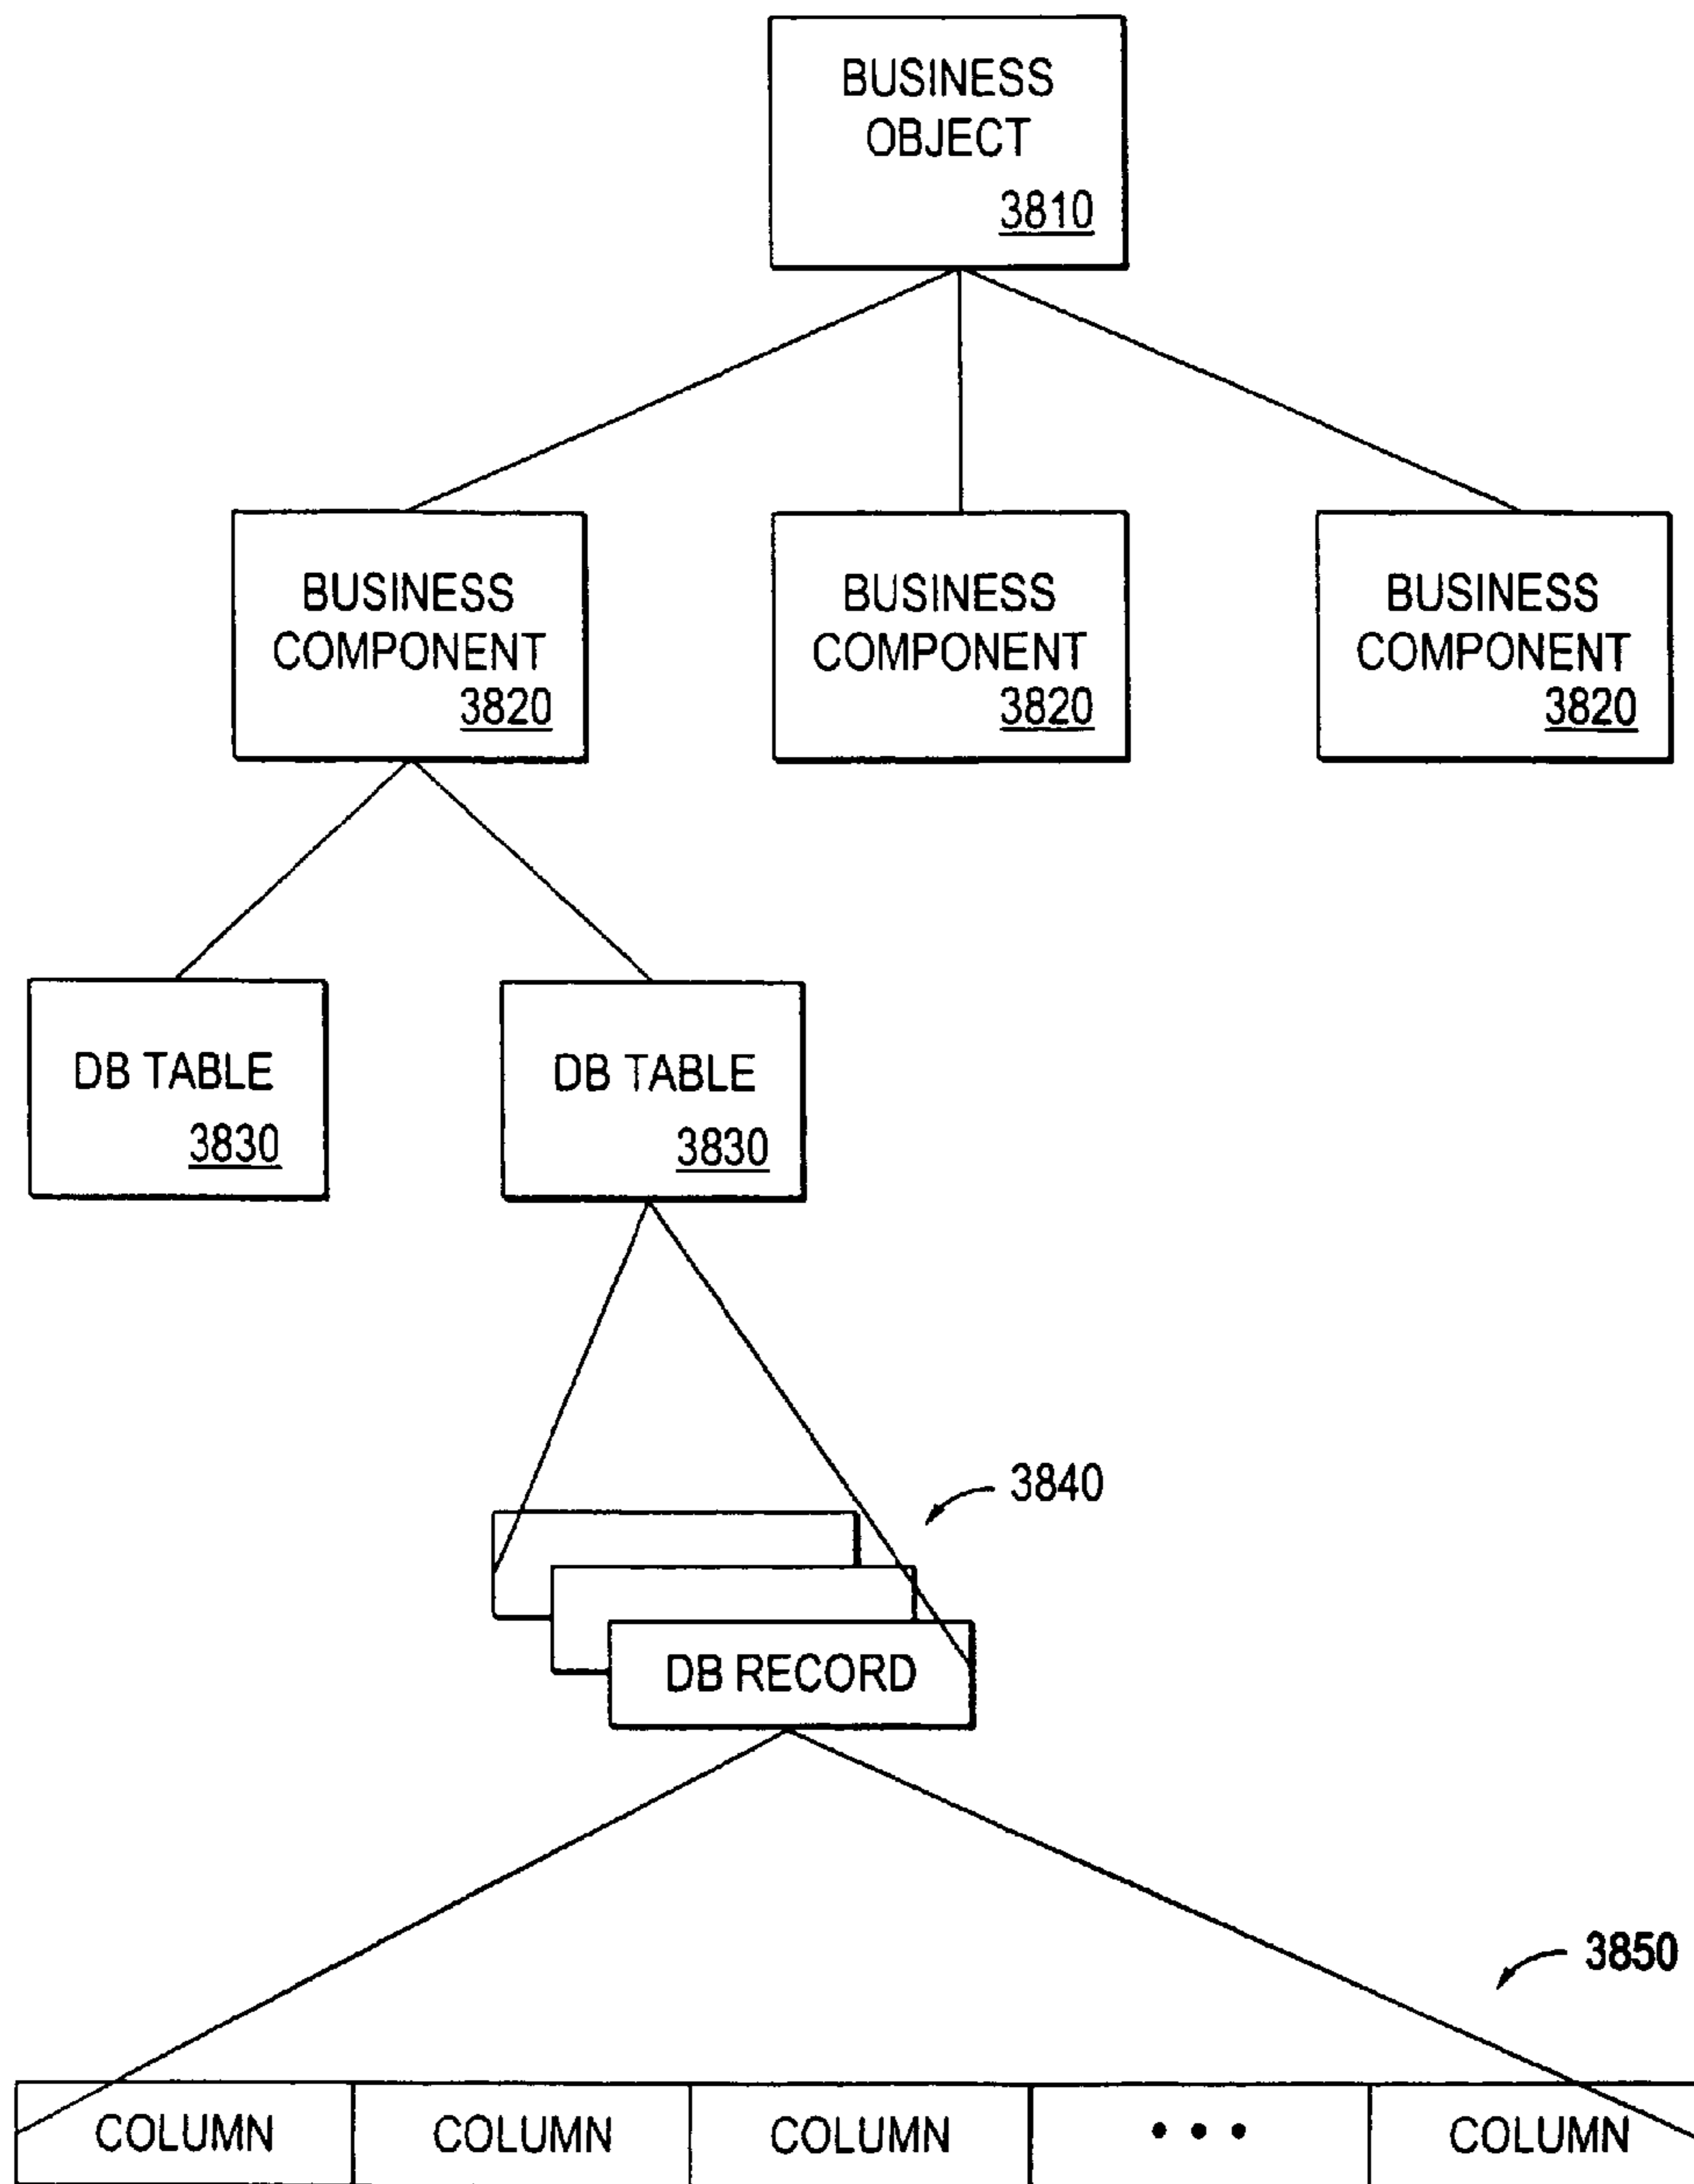 BUSINESS
OBJECT
3810
BUSINESS
COMPONENT
3820
BUSINESS
COMPONENT
3820
BUSINESS
COMPONENT
3820
DB TABLE
3830
DB TABLE
3830
3840
DB RECORD
3850
COLUMN COLUMN COLUMN • • • COLUMN